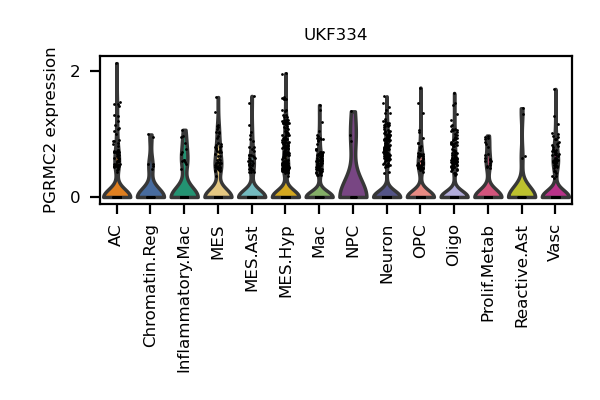 UKF334
PGRMC2 expression
2
0
AC
Chromatin.Reg
Inflammatory.Mac
MES
MES.Ast
MES.Hyp
Mac
NPC
Neuron
OPC
Oligo
Prolif.Metab
Reactive.Ast
Vasc